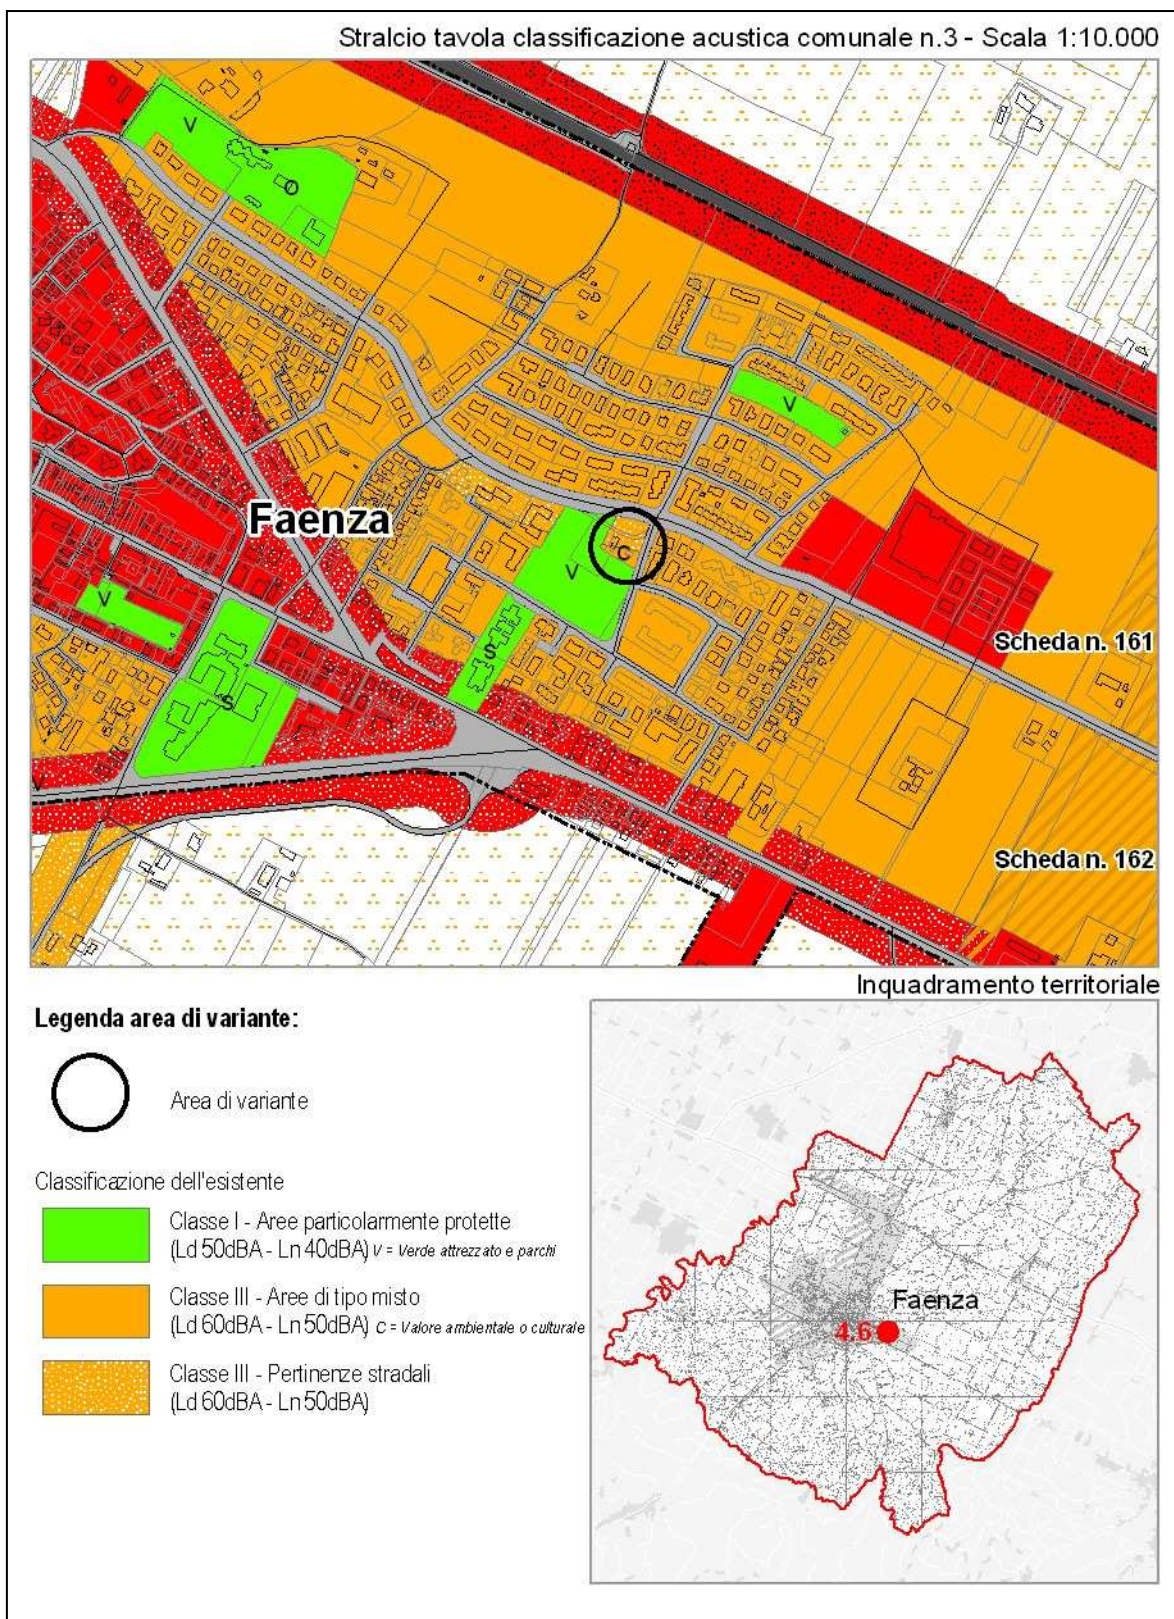 Stralcio tavola classificazione acustica comunale n.3 - Scala 1:10.000
V
O
V
Faenza
C
V
V
S
Scheda n. 161
S
V
Scheda n. 162
Inquadramento territoriale
Legenda area di variante:
Area di variante
Classificazione dell'esistente
Classe I - Aree particolarmente protette
(Ld 50dBA - Ln 40dBA) V = Verde attrezzato e parchi
Classe III - Aree di tipo misto
(Ld 60dBA - Ln 50dBA) C = Valore ambientale o culturale
Classe III - Pertinenze stradali
(Ld 60dBA - Ln 50dBA)
Faenza
4.6